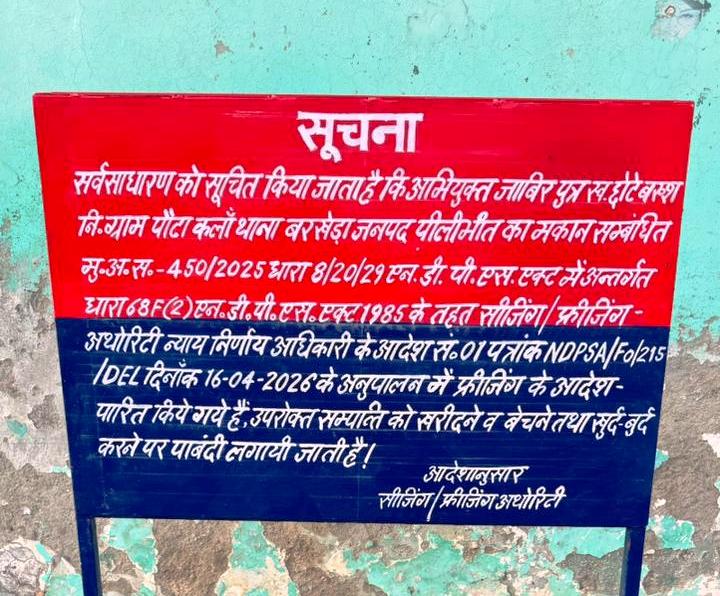 सूचना
सर्वसाधारण को सूचित किया जाता है कि अभियुक्त जाबिर पुत्र स्व. छोटे बख्श
नि. ग्राम पौटा कलाँ थाना बरखेड़ा जनपद पीलीभीत का मकान सम्बंधित
मु.अ.स.-450/2025 धारा 8/20/29 एन.डी.पी.एस.एक्ट में अन्तर्गत
धारा 68F(2) एन.डी.पी.एस.एक्ट 1985 के तहत सीजिंग/फ्रीजिंग-
अथोरिटी न्याय निर्णाय अधिकारी के आदेश सं.01 पत्रांक NDPSA/Fo/215
/DEL दिनाँक 16-04-2026 के अनुपालन में फ्रीजिंग के आदेश-
पारित किये गये हैं, उपरोक्त सम्पत्ति को खरीदने व बेचने तथा खुर्द-बुर्द
करने पर पाबंदी लगायी जाती है!
आदेशानुसार
सीजिंग/फ्रीजिंग अथोरिटी